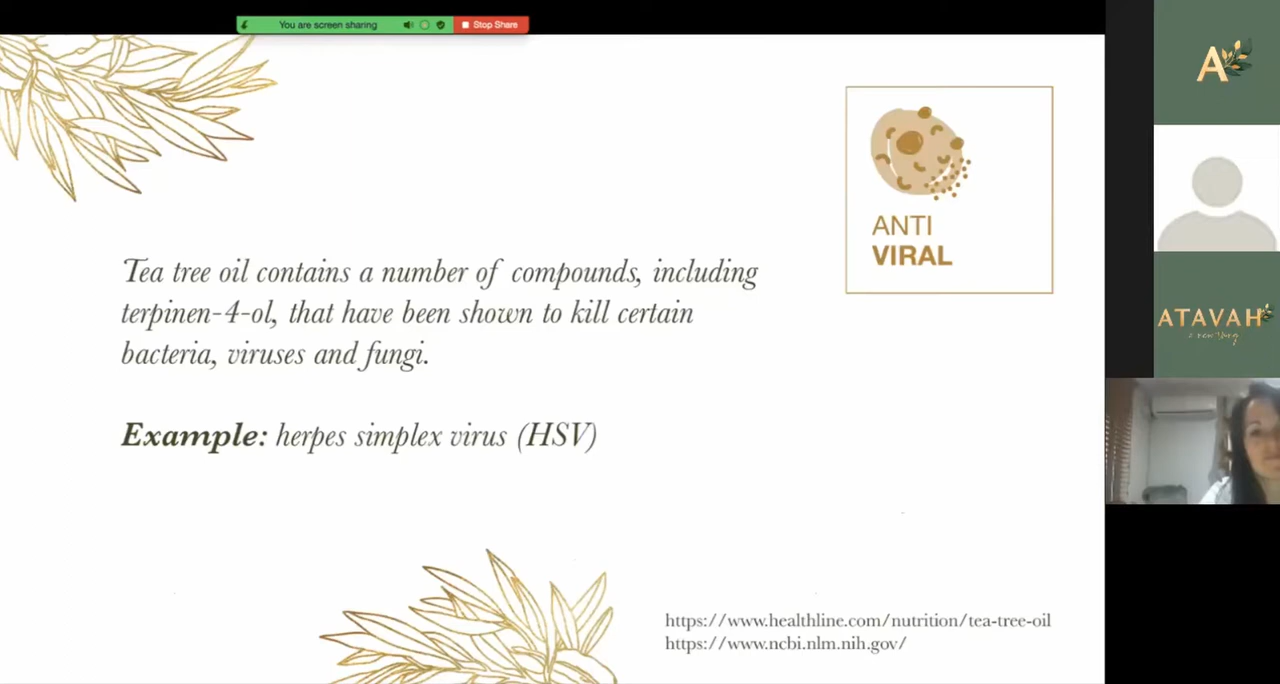 You are screen sharing
Stop Share
A
ANTI
VIRAL
Tea tree oil contains a number of compounds, including
terpinen-4-ol, that have been shown to kill certain
bacteria, viruses and fungi.
Example: herpes simplex virus (HSV)
ATAVAH
https://www.healthline.com/nutrition/tea-tree-oil
https://www.ncbi.nlm.nih.gov/